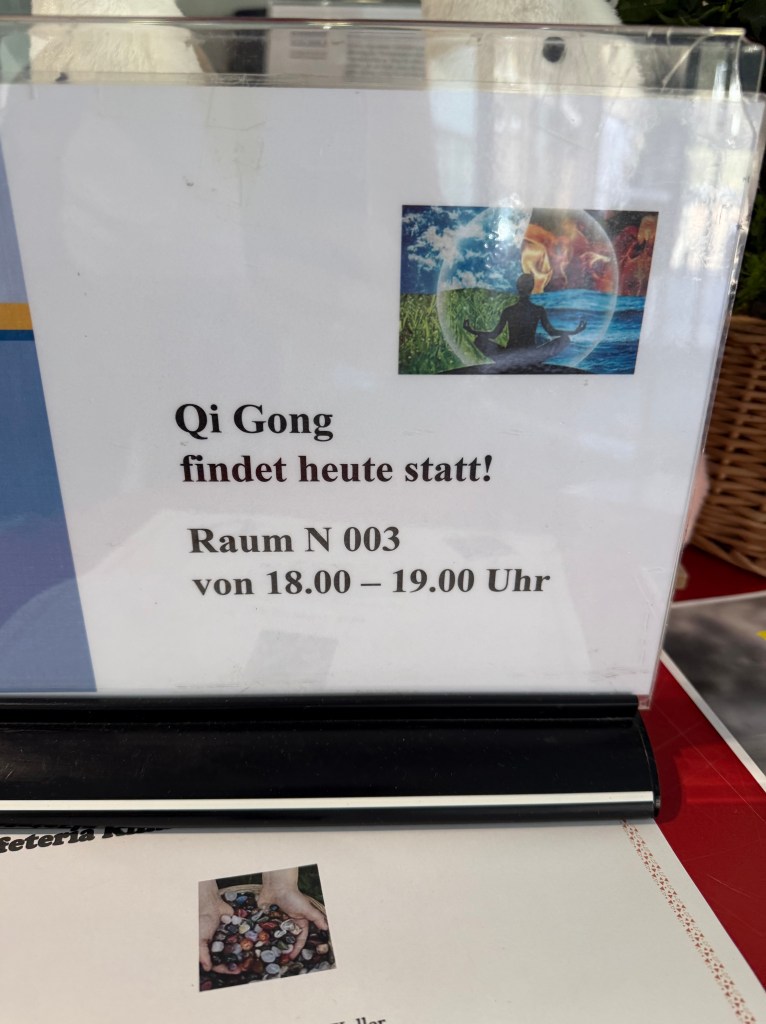 Qi Gong
findet heute statt!
Raum N 003
von 18.00 – 19.00 Uhr